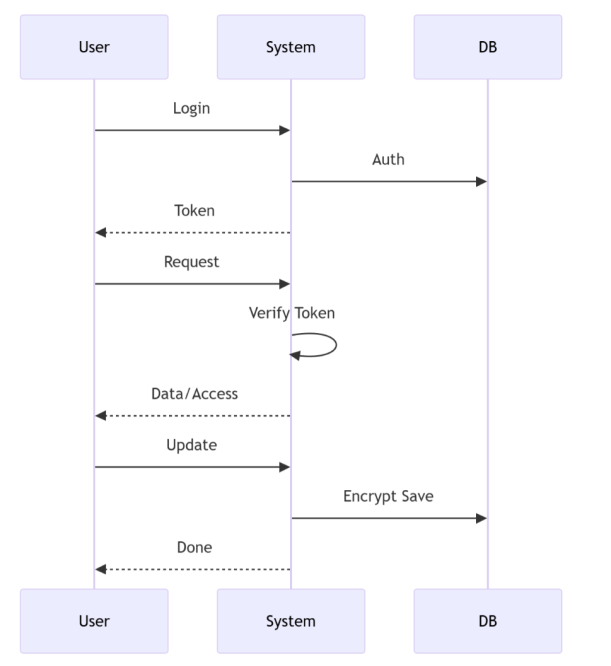 User
System
DB
Login
Auth
Token
Request
Verify Token
Data/Access
Update
Encrypt Save
Done
User
System
DB